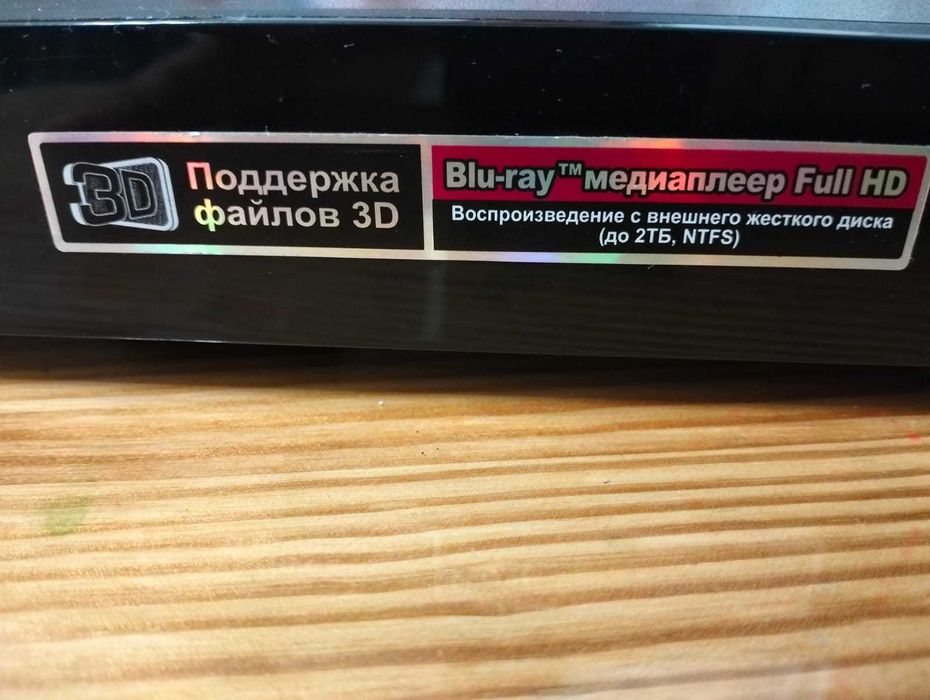 3D
Поддержка
файлов 3D
Blu-ray™ медиаплеер Full HD
Воспроизведение с внешнего жесткого диска
(до 2ТБ, NTFS)